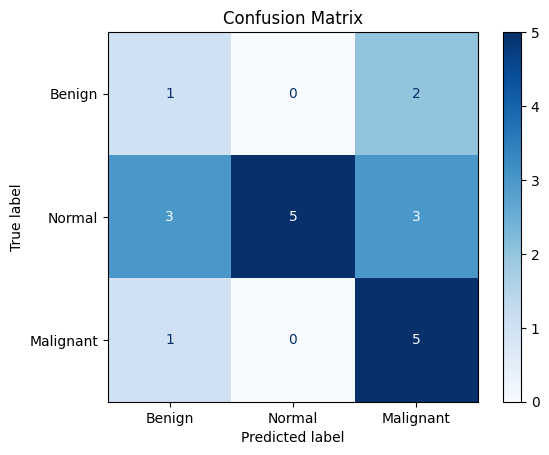 Confusion Matrix
Benign
1 0 2
Normal
3 5 3
Malignant
1 0 5
Benign Normal Malignant
True label
Predicted label
5
4
3
2
1
0